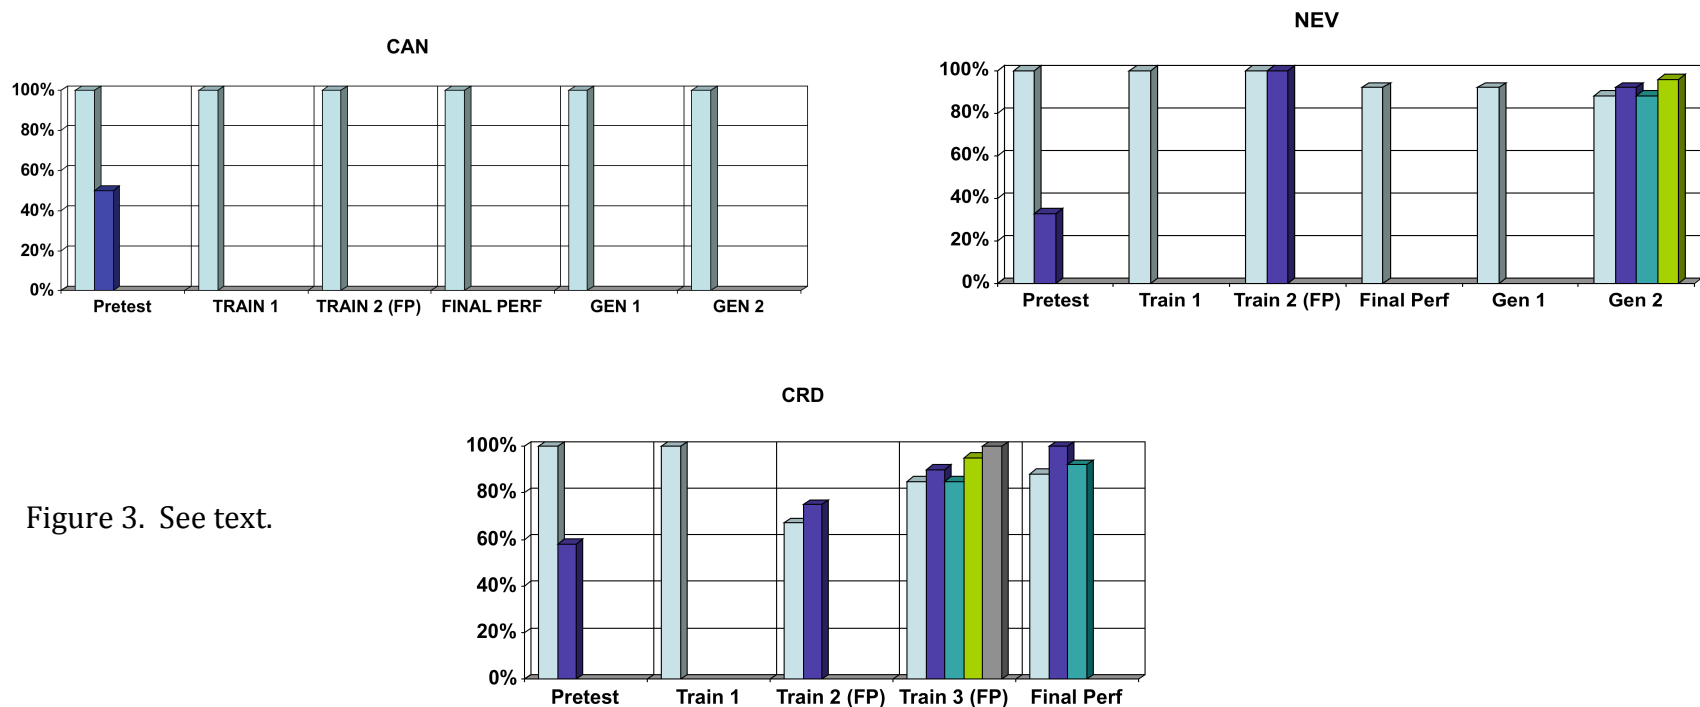 CAN
100%
80%
60%
40%
20%
0%
Pretest TRAIN 1 TRAIN 2 (FP) FINAL PERF GEN 1 GEN 2
NEV
100%
80%
60%
40%
20%
0%
Pretest Train 1 Train 2 (FP) Final Perf Gen 1 Gen 2
CRD
100%
80%
60%
40%
20%
0%
Pretest Train 1 Train 2 (FP) Train 3 (FP) Final Perf
Figure 3. See text.